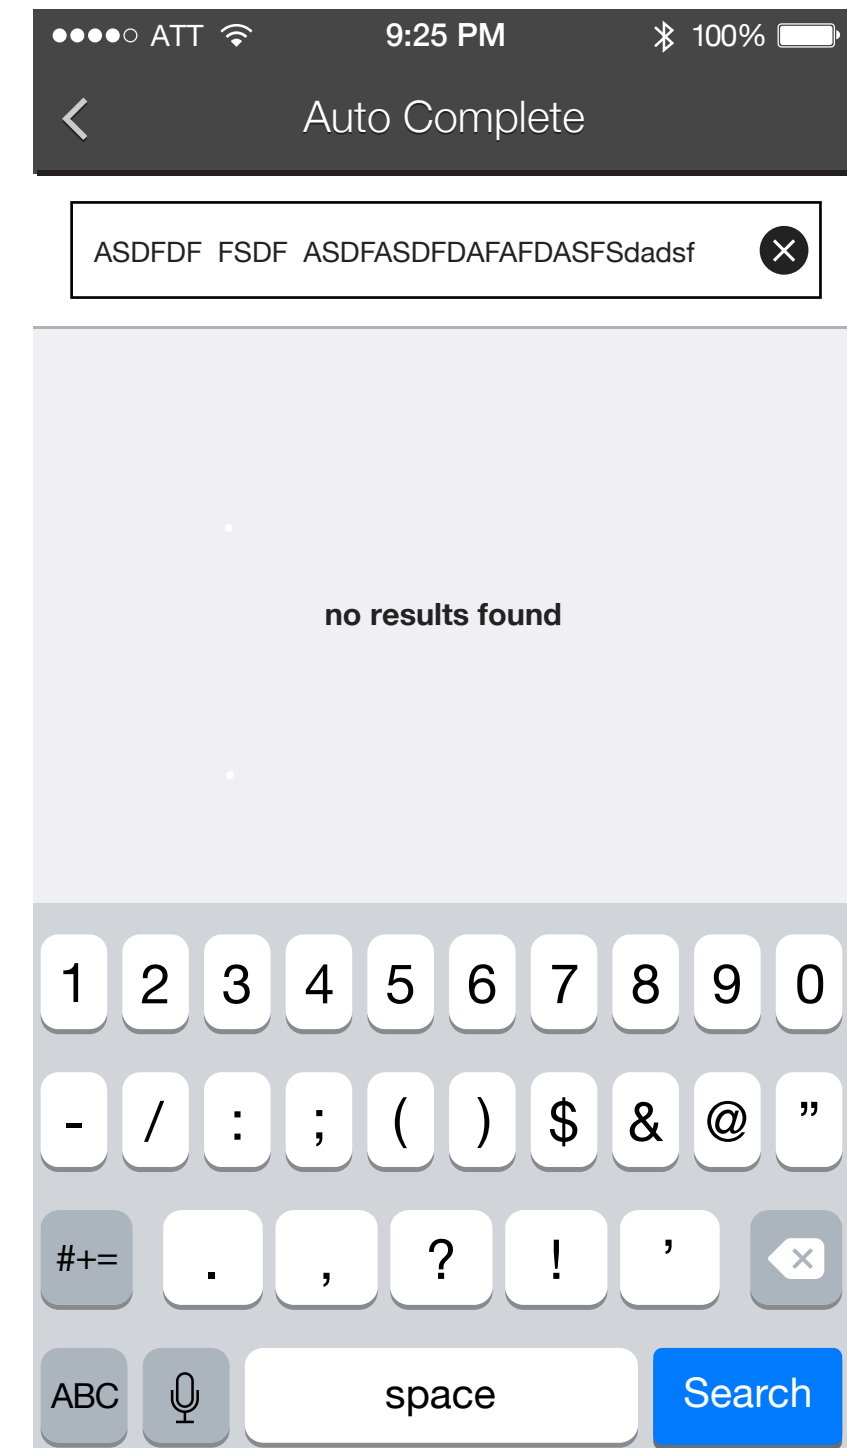 ATT 9:25 PM 100%
Auto Complete
ASDFDF FSDF ASDFASDFDAFAFDASFSdadsf
no results found
1 2 3 4 5 6 7 8 9 0
- / : ; ( ) $ & @ ”
#+= . , ? ! ’
ABC space Search